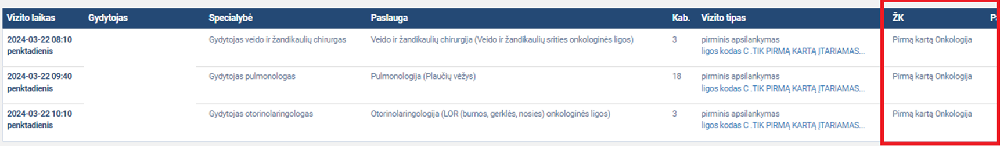 Vizito laikas Gydytojas Specialybė Paslauga Kab. Vizito tipas ŽK
2024-03-22 08:10 Gydytojas veido ir žandikaulių chirurgas Veido ir žandikaulių chirurgija (Veido ir žandikaulių srities onkologinės ligos) 3 pirminis apsilankymas Pirmą kartą Onkologija
penktadienis ligos kodas C .TIK PIRMĄ KARTĄ ĮTARIAMAS...
2024-03-22 09:40 Gydytojas pulmonologas Pulmonologija (Plaučių vėžys) 18 pirminis apsilankymas Pirmą kartą Onkologija
penktadienis ligos kodas C .TIK PIRMĄ KARTĄ ĮTARIAMAS...
2024-03-22 10:10 Gydytojas otorinolaringologas Otorinolaringologija (LOR (burnos, gerklės, nosies) onkologinės ligos) 3 pirminis apsilankymas Pirmą kartą Onkologija
penktadienis ligos kodas C .TIK PIRMĄ KARTĄ ĮTARIAMAS...